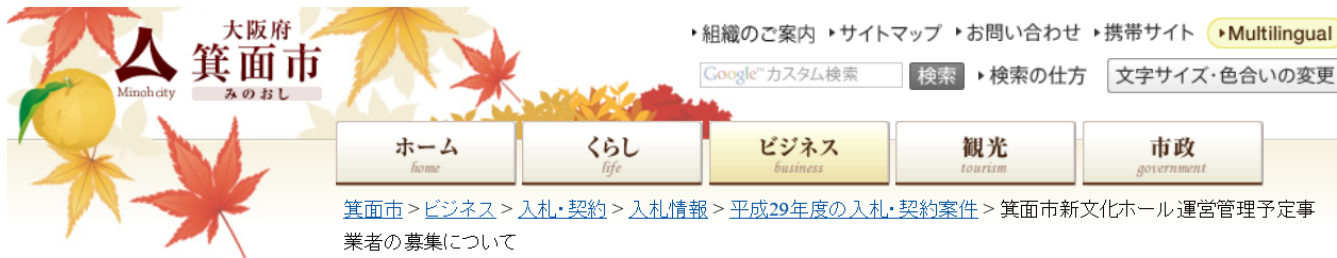 大阪府
箕面市
みのおし
Minoh city
組織のご案内 サイトマップ お問い合わせ 携帯サイト Multilingual
Google™ カスタム検索 検索 検索の仕方 文字サイズ・色合いの変更
ホーム くらし ビジネス 観光 市政
home life business tourism government
箕面市 > ビジネス > 入札・契約 > 入札情報 > 平成29年度の入札・契約案件 > 箕面市新文化ホール運営管理予定事
業者の募集について